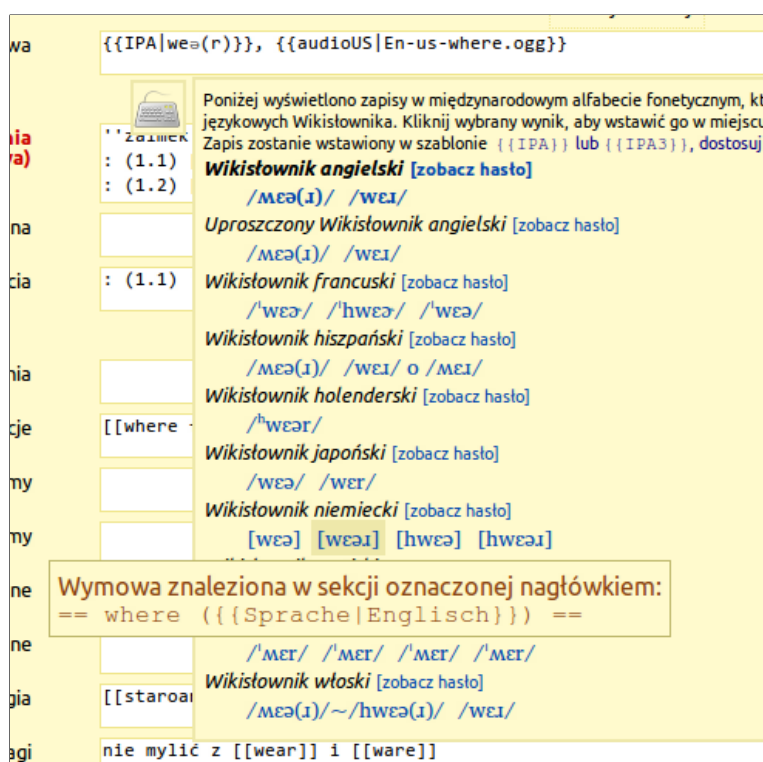 wa
{{IPA|weə(r)}}, {{audioUS|En-us-where.ogg}}
Poniżej wyświetlono zapisy w międzynarodowym alfabecie fonetycznym, kt
językowych Wikisłownika. Kliknij wybrany wynik, aby wstawić go w miejscu
Zapis zostanie wstawiony w szablonie {{IPA}} lub {{IPA3}}, dostosuj
nia
wa)
''zaimek
: (1.1)
: (1.2)
Wikisłownik angielski [zobacz hasło]
/ʍɛə(ɹ)/ /wɛɹ/
na
Uproszczony Wikisłownik angielski [zobacz hasło]
/ʍɛə(ɹ)/ /wɛɹ/
cia
: (1.1)
Wikisłownik francuski [zobacz hasło]
/ˈwɛɚ/ /ˈhwɛɚ/ /ˈwɛə/
Wikisłownik hiszpański [zobacz hasło]
/ʍɛə(ɹ)/ /wɛɹ/ o /ʍɛɹ/
nia
Wikisłownik holenderski [zobacz hasło]
/ʰwɛər/
cje
[[where
Wikisłownik japoński [zobacz hasło]
/wɛə/ /wɛr/
my
Wikisłownik niemiecki [zobacz hasło]
[wɛə] [wɛəɹ] [hwɛə] [hwɛəɹ]
my
ne
Wymowa znaleziona w sekcji oznaczonej nagłówkiem:
== where ({{Sprache|Englisch}}) ==
ne
/ˈʍɛr/ /ˈʍɛr/ /ˈʍɛr/ /ˈʍɛr/
Wikisłownik włoski [zobacz hasło]
gia
[[staroan
/ʍɛə(ɹ)/~/hwɛə(ɹ)/ /wɛɹ/
agi
nie mylić z [[wear]] i [[ware]]